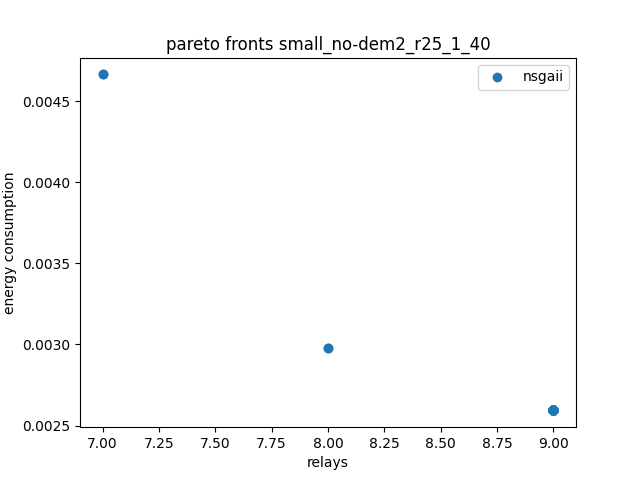 pareto fronts small_no-dem2_r25_1_40
nsgaii
0.0045
0.0040
0.0035
0.0030
0.0025
energy consumption
7.00 7.25 7.50 7.75 8.00 8.25 8.50 8.75 9.00
relays